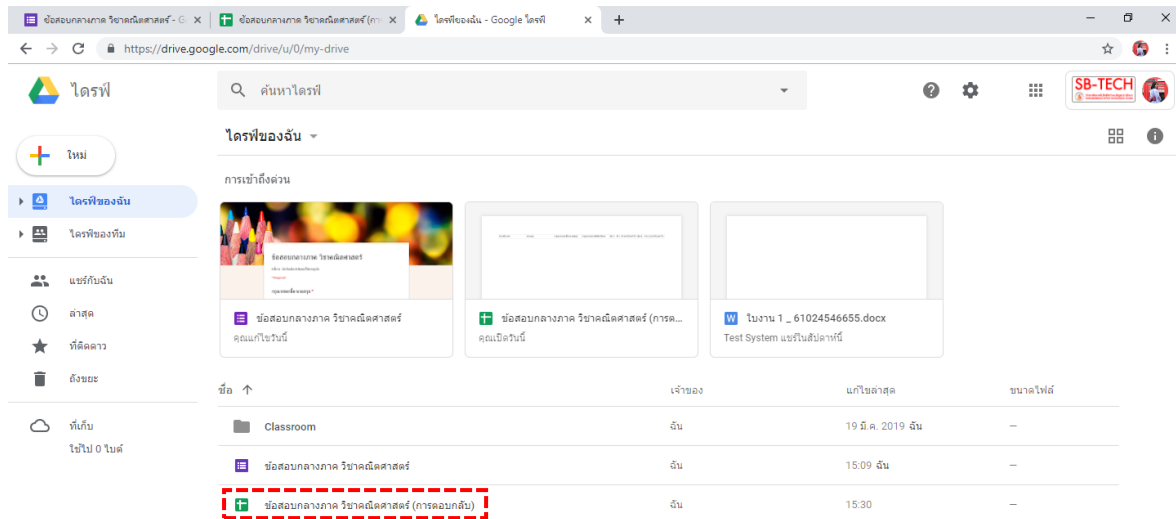 ข้อสอบกลางภาค วิชาคณิตศาสตร์ - G
ข้อสอบกลางภาค วิชาคณิตศาสตร์ (กา
ไดรฟ์ของฉัน - Google ไดรฟ์
https://drive.google.com/drive/u/0/my-drive
ไดรฟ์
ค้นหาไดรฟ์
SB-TECH
ใหม่
ไดรฟ์ของฉัน
ไดรฟ์ของทีม
แชร์กับฉัน
ล่าสุด
ที่ติดดาว
ถังขยะ
ที่เก็บ
ใช้ไป 0 ไบต์
ไดรฟ์ของฉัน
การเข้าถึงด่วน
ข้อสอบกลางภาค วิชาคณิตศาสตร์
ข้อสอบกลางภาค วิชาคณิตศาสตร์
คุณแก้ไขวันนี้
ข้อสอบกลางภาค วิชาคณิตศาสตร์ (การต...
คุณเปิดวันนี้
W ใบงาน 1 _ 61024546655.docx
Test System แชร์ในสัปดาห์นี้
ชื่อ เจ้าของ แก้ไขล่าสุด ขนาดไฟล์
Classroom ฉัน 19 มี.ค. 2019 ฉัน —
ข้อสอบกลางภาค วิชาคณิตศาสตร์ ฉัน 15:09 ฉัน —
ข้อสอบกลางภาค วิชาคณิตศาสตร์ (การตอบกลับ) ฉัน 15:30 —